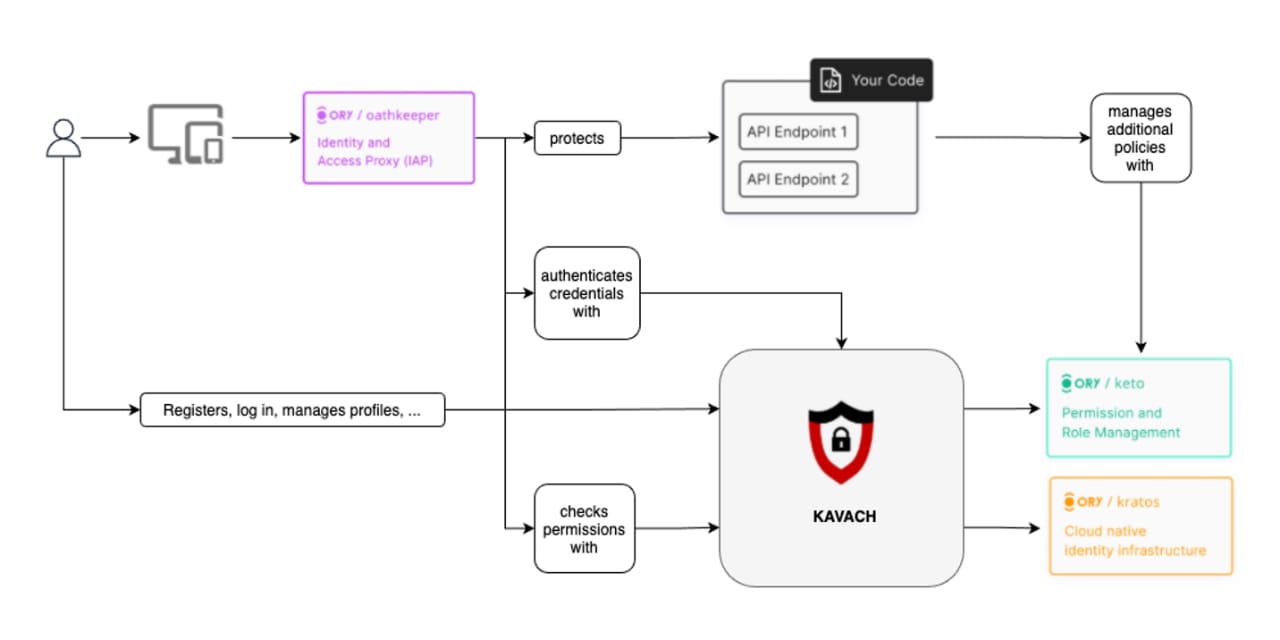 Your Code
ORY / oathkeeper
Identity and
Access Proxy (IAP)
protects
API Endpoint 1
API Endpoint 2
manages
additional
policies
with
authenticates
credentials
with
Registers, log in, manages profiles, ...
checks
permissions
with
KAVACH
ORY / keto
Permission and
Role Management
ORY / kratos
Cloud native
identity infrastructure